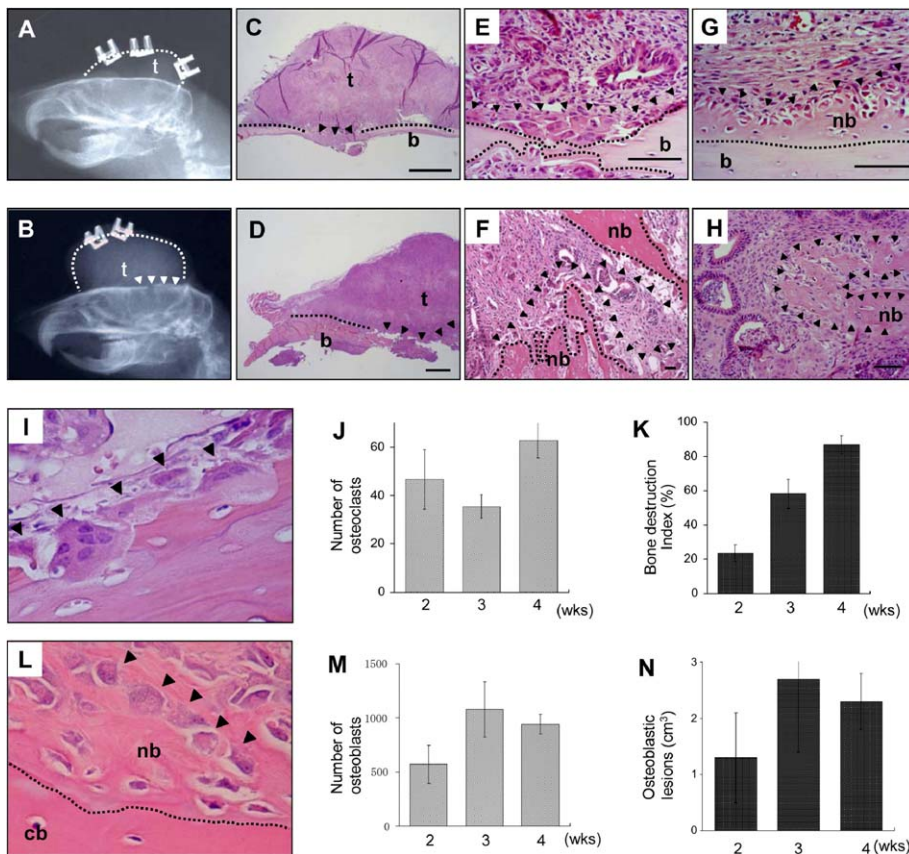 A
t
C
t
b
E
b
G
nb
b
B
t
D
t
b
F
nb
nb
H
nb
I
J
Number of
osteoclasts
60
40
20
0
2 3 4 (wks)
K
Bone destruction
Index (%)
100
80
60
40
20
0
2 3 4 (wks)
L
nb
cb
M
Number of
osteoblasts
1500
1000
500
0
2 3 4 (wks)
N
Osteoblastic
lesions (cm³)
3
2
1
0
2 3 4 (wks)